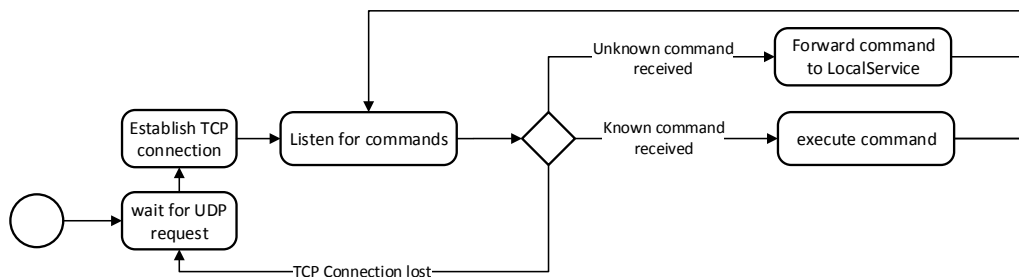 Unknown command
received
Forward command
to LocalService
Establish TCP
connection
Listen for commands
Known command
received
execute command
wait for UDP
request
TCP Connection lost